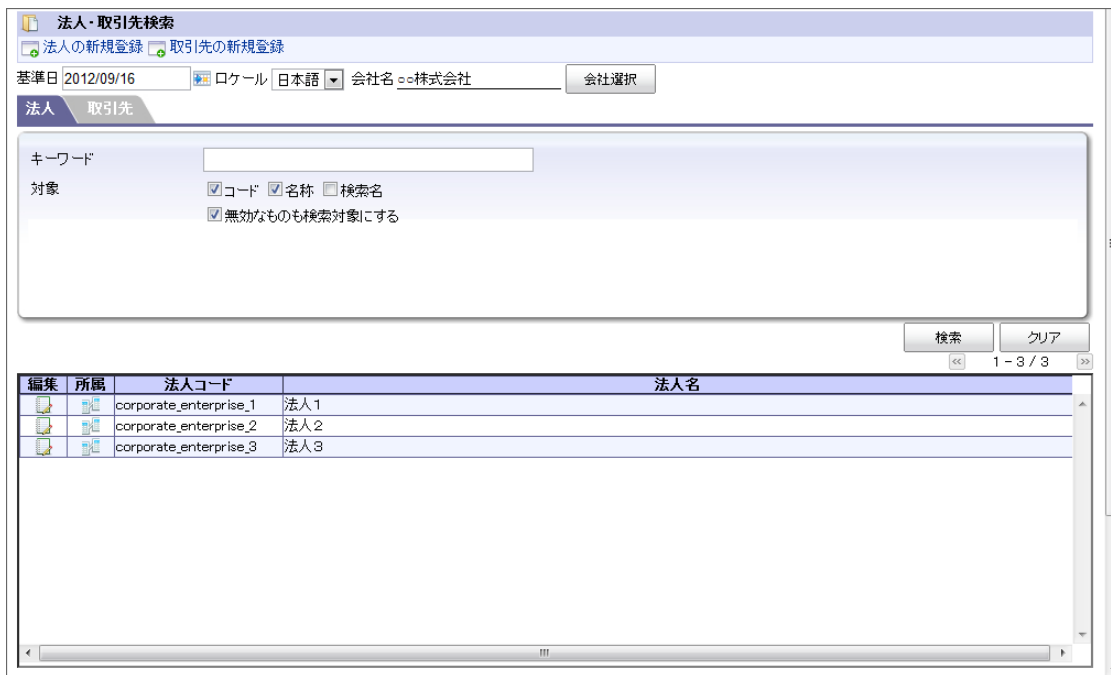 法人・取引先検索
法人の新規登録 取引先の新規登録
基準日 2012/09/16 ロケール 日本語 会社名 ○○株式会社 会社選択
法人 取引先
キーワード
対象 コード 名称 検索名
無効なものも検索対象にする
検索 クリア
<< 1 - 3 / 3 >>
編集 所属 法人コード 法人名
corporate_enterprise_1 法人1
corporate_enterprise_2 法人2
corporate_enterprise_3 法人3